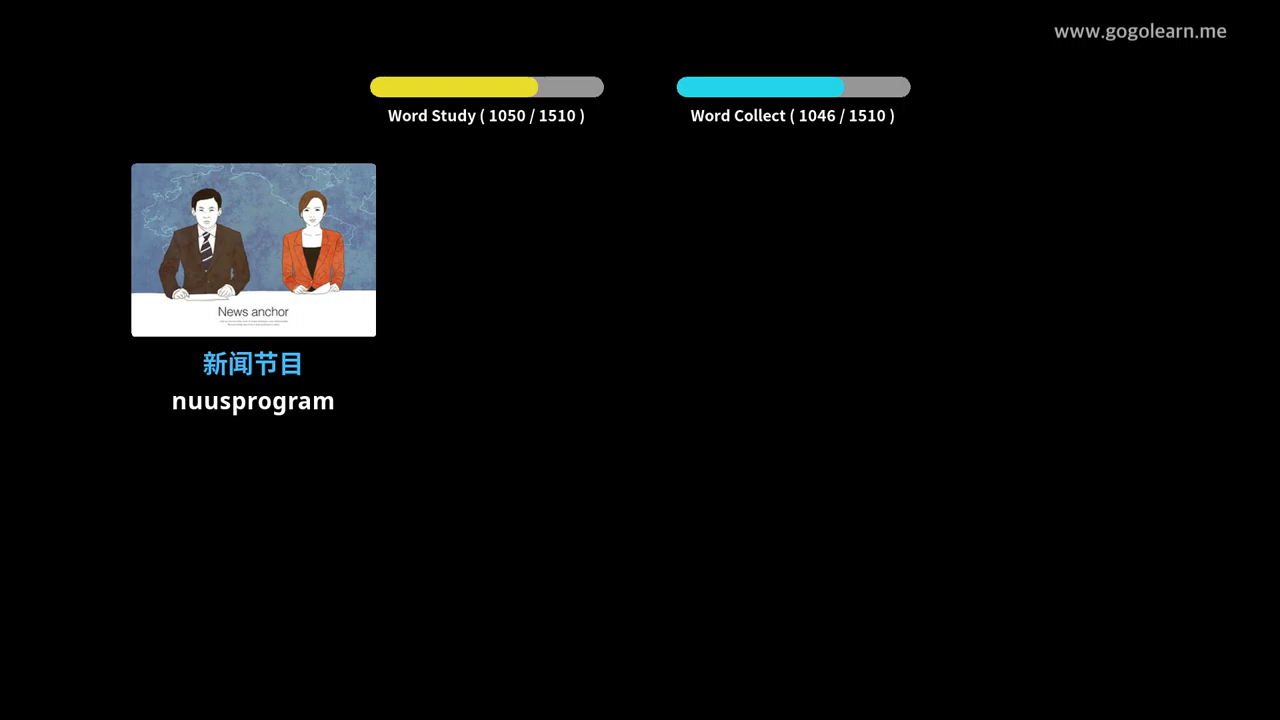 www.gogolearn.me
Word Study ( 1050 / 1510 )
Word Collect ( 1046 / 1510 )
News anchor
新闻节目
nuusprogram